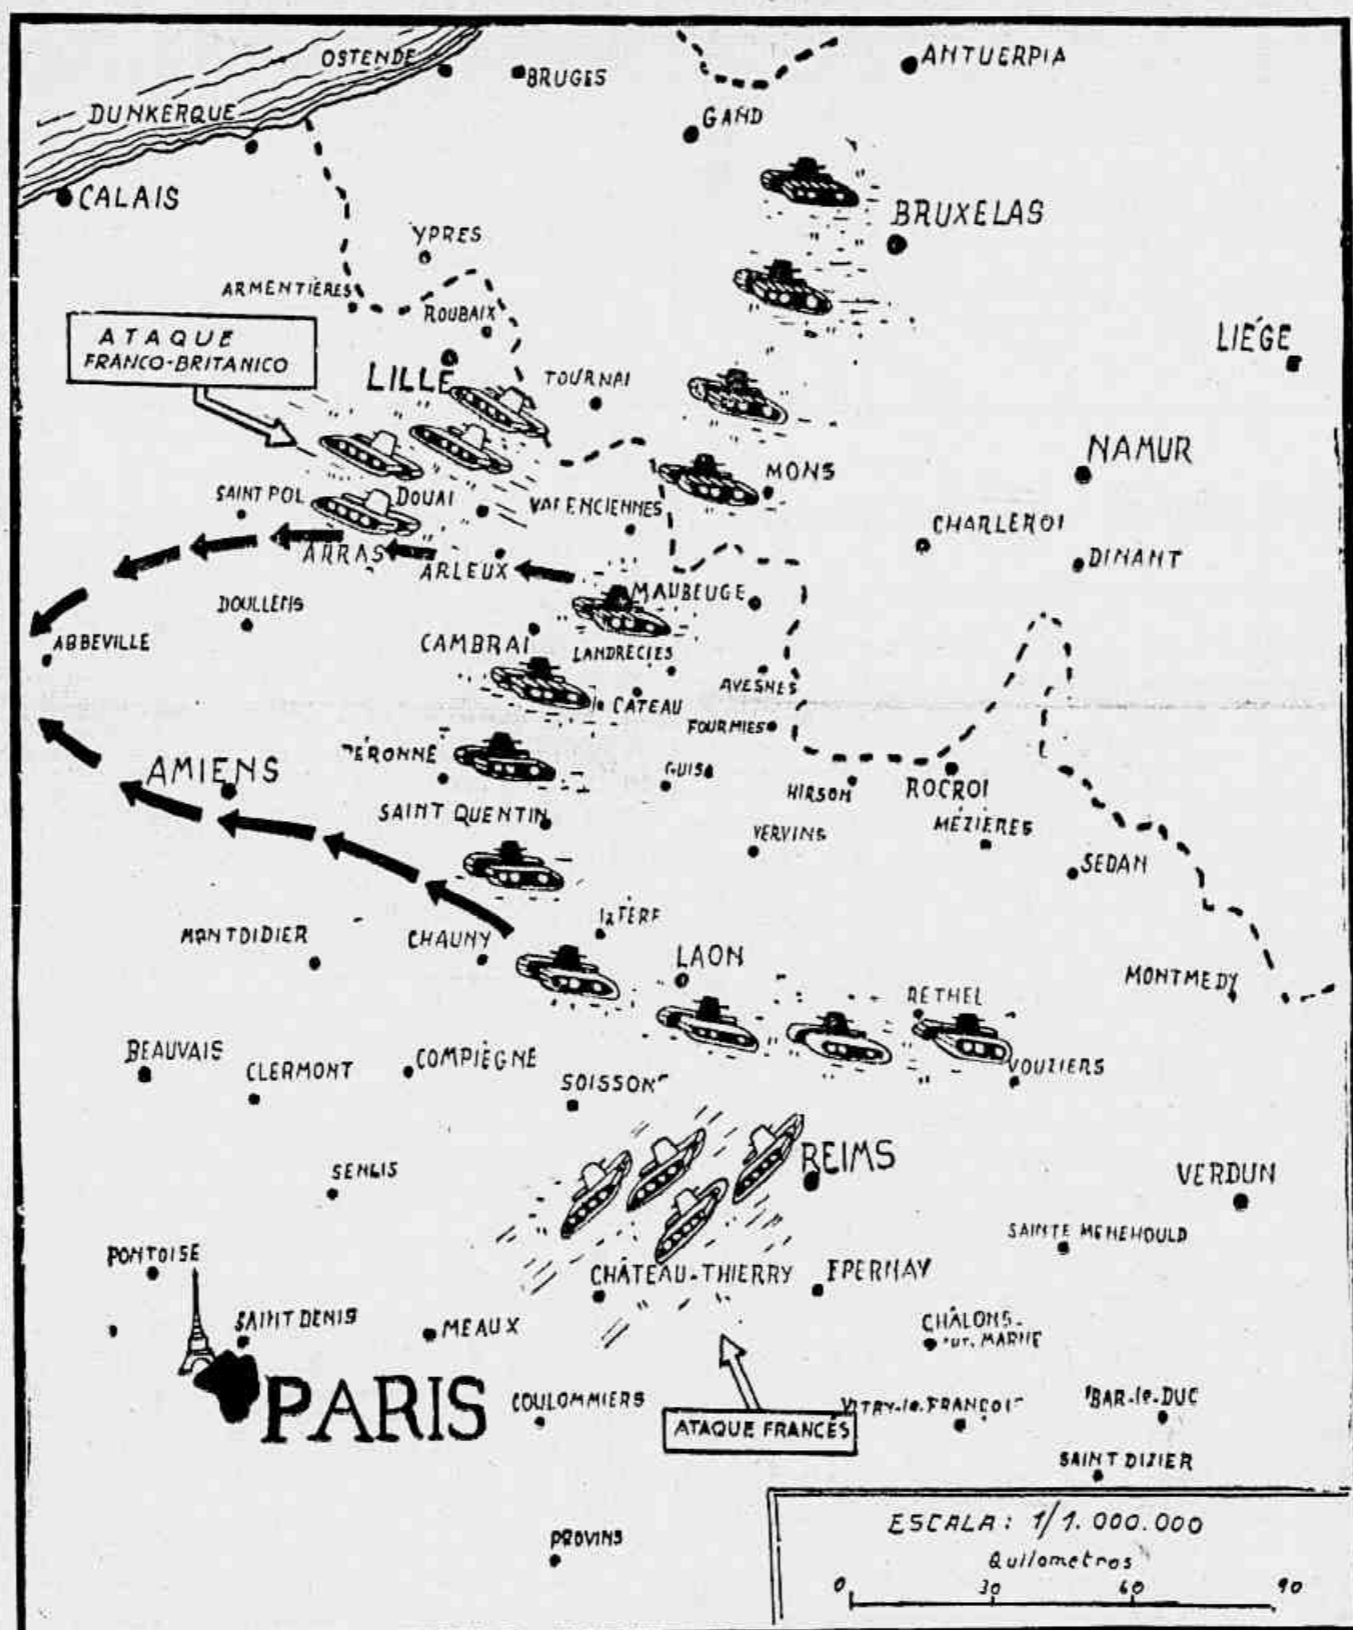 OSTENDE
BRUGES
ANTUERPIA
DUNKERQUE
GAND
CALAIS
BRUXELAS
YPRES
ARMENTIÈRES
ROUBAIX
LIÉGE
ATAQUE
FRANCO-BRITANICO
LILLE
TOURNAI
NAMUR
MONS
SAINT POL
DOUAI
VALENCIENNES
CHARLEROI
ARRAS
ARLEUX
DINANT
MAUBEUGE
DOULLENS
ABBEVILLE
CAMBRAI
LANDRECIES
AVESNES
CATEAU
FOURMIES
AMIENS
PÉRONNE
GUISE
HIRSON
ROCROI
SAINT QUENTIN
VERVINS
MÉZIÈRES
SEDAN
la FÈRE
MONTDIDIER
CHAUNY
LAON
RETHEL
MONTMEDY
BEAUVAIS
CLERMONT
COMPIÈGNE
SOISSONS
VOUZIERS
SENLIS
REIMS
VERDUN
SAINTE MENEHOULD
PONTOISE
CHÂTEAU-THIERRY
EPERNAY
SAINT DENIS
MEAUX
CHÂLONS-
sur. MARNE
PARIS
COULOMMIERS
ATAQUE FRANCÊS
VITRY-le-FRANÇOIS
BAR-le-DUC
SAINT DIZIER
PROVINS
ESCALA: 1/1.000.000
Quilometros
0 30 60 90